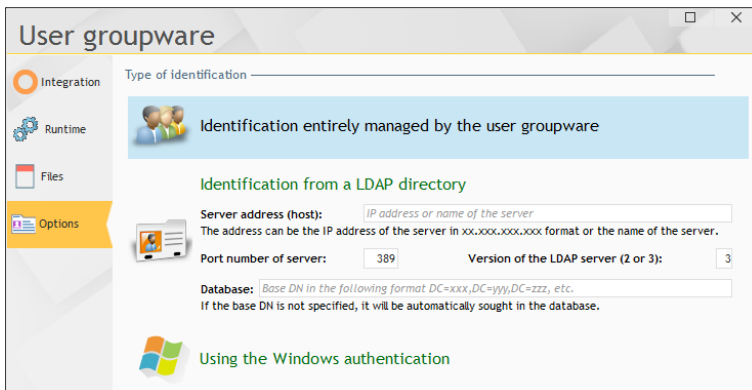 User groupware
Integration
Runtime
Files
Options
Type of identification
Identification entirely managed by the user groupware
Identification from a LDAP directory
Server address (host): IP address or name of the server
The address can be the IP address of the server in xx.xxx.xxx.xxx format or the name of the server.
Port number of server: 389 Version of the LDAP server (2 or 3): 3
Database: Base DN in the following format DC=xxx,DC=yyy,DC=zzz, etc.
If the base DN is not specified, it will be automatically sought in the database.
Using the Windows authentication